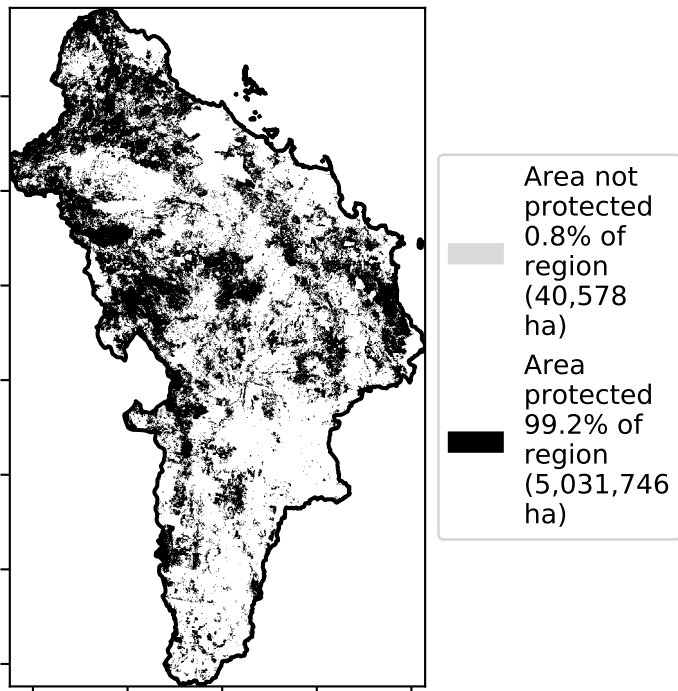 Area not
protected
0.8% of
region
(40,578
ha)
Area
protected
99.2% of
region
(5,031,746
ha)